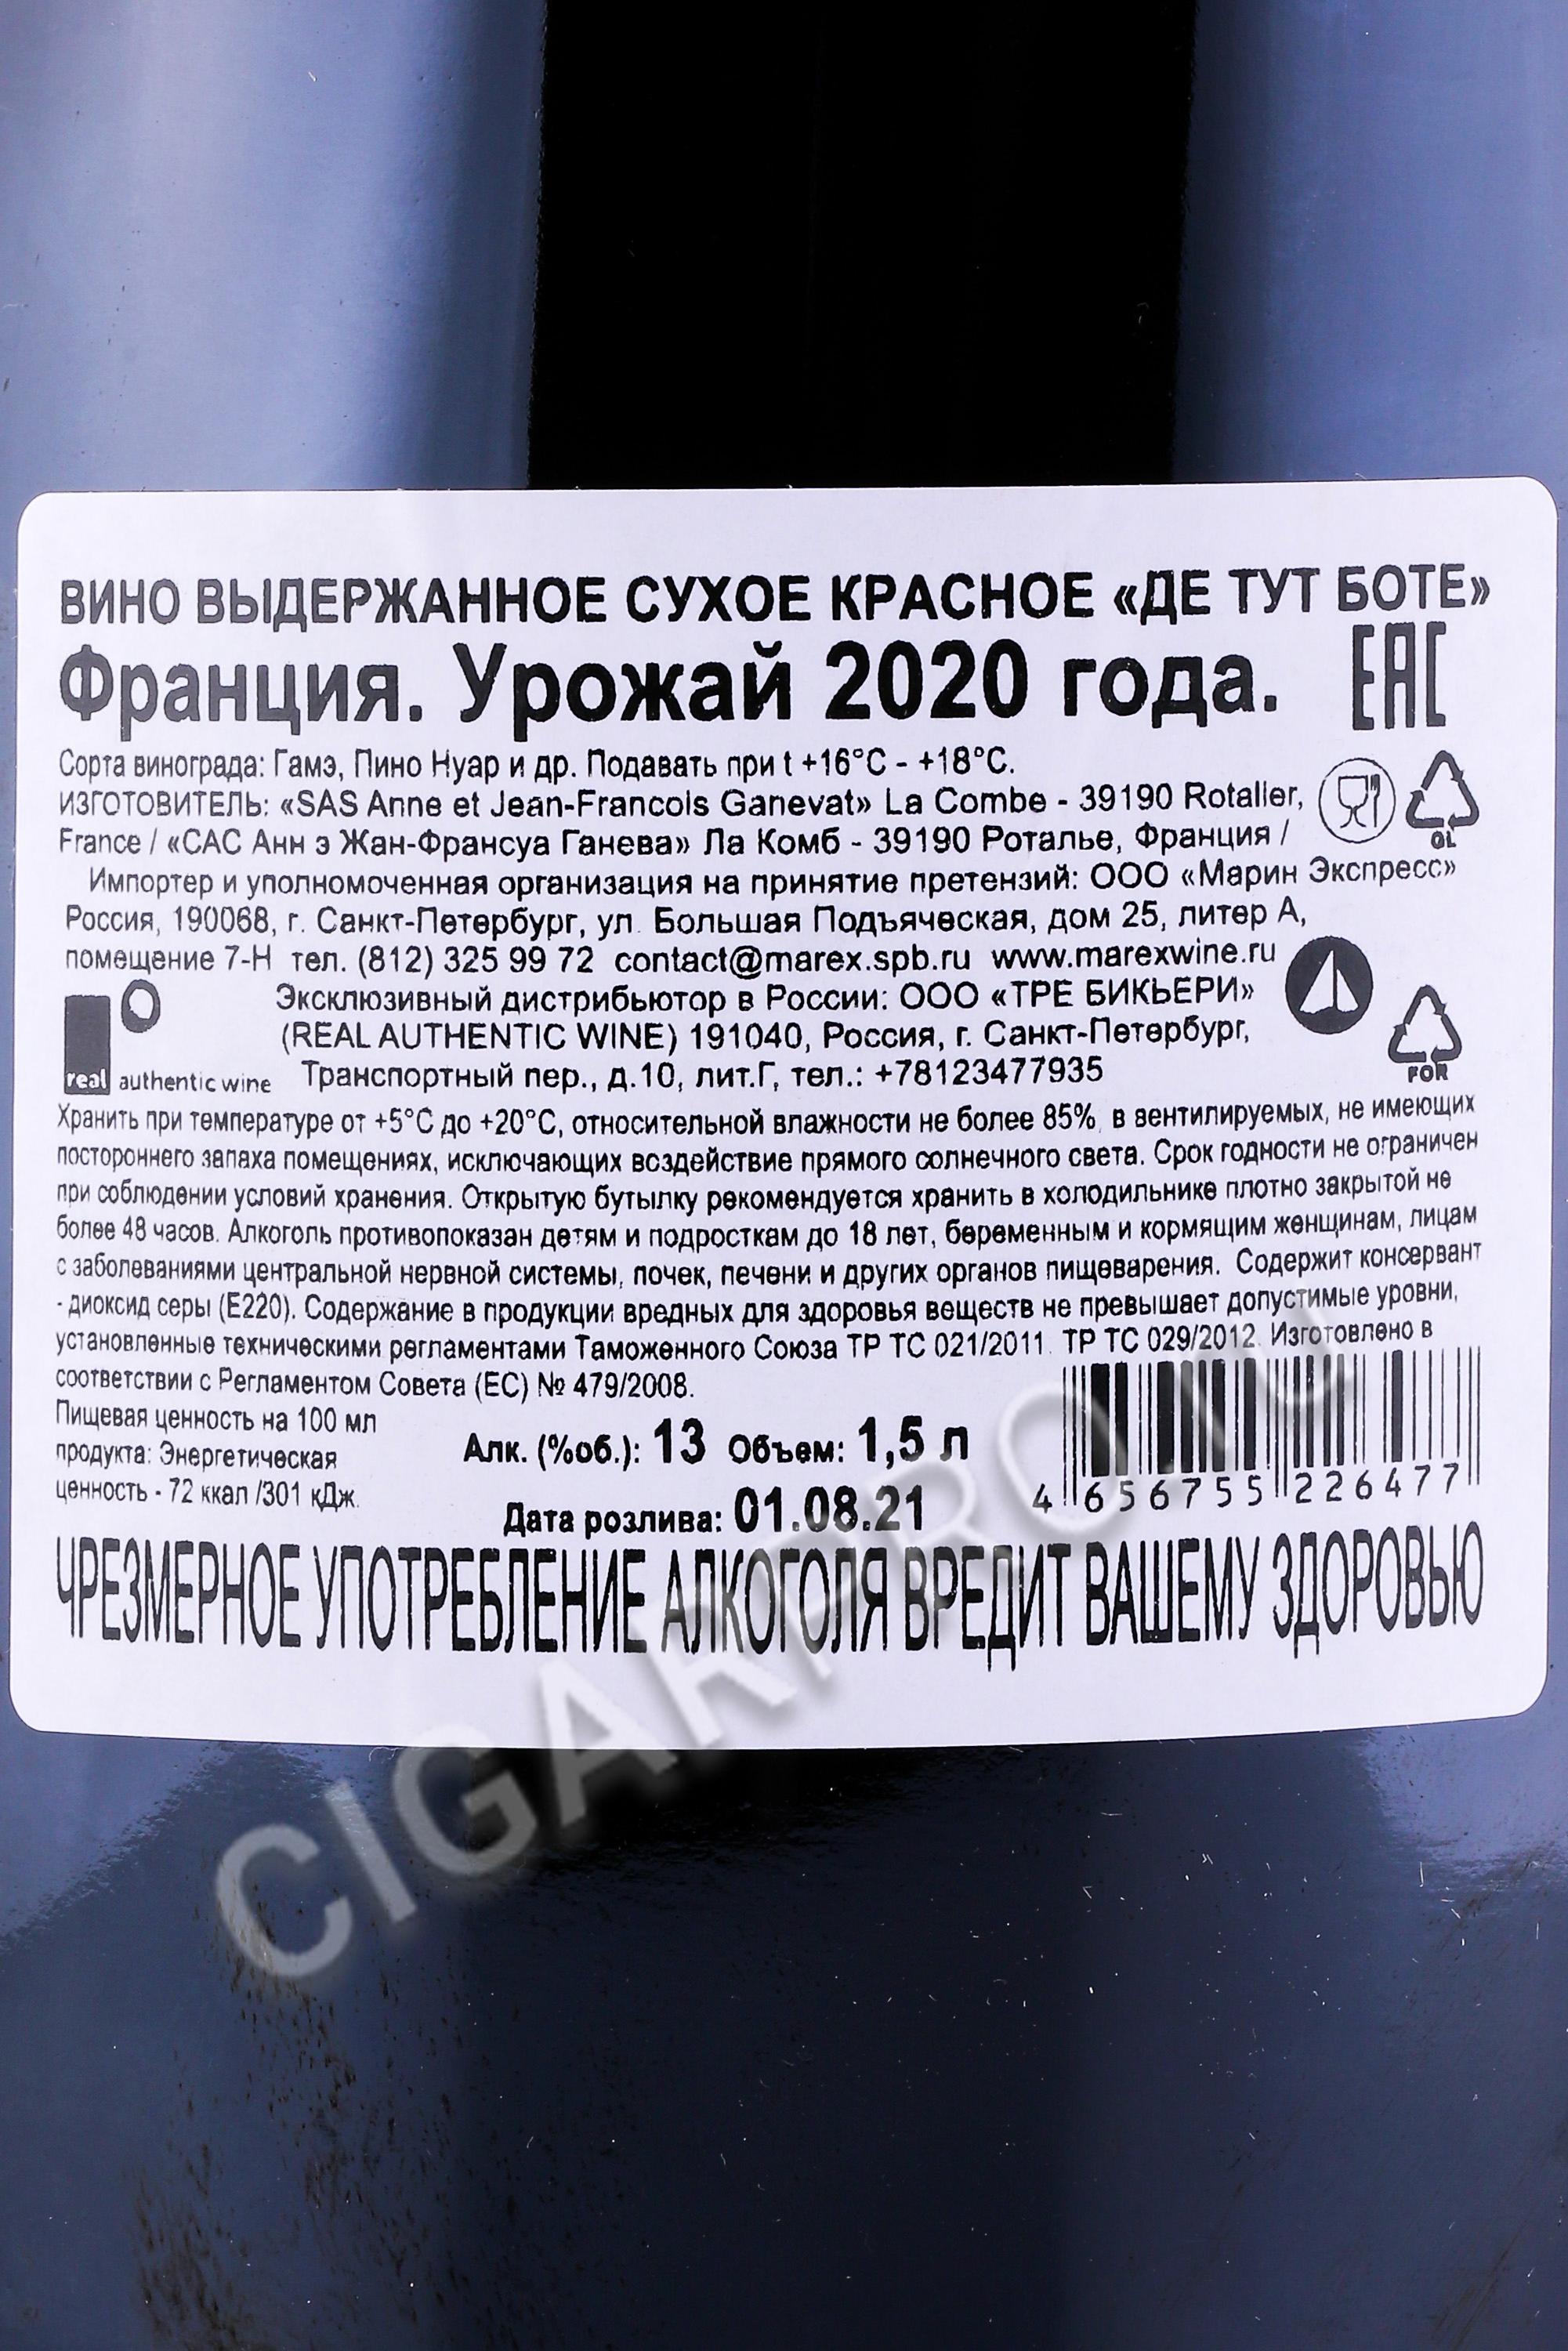 ВИНО ВЫДЕРЖАННОЕ СУХОЕ КРАСНОЕ «ДЕ ТУТ БОТЕ»
Франция. Урожай 2020 года. EAC
Сорта винограда: Гамэ, Пино Нуар и др. Подавать при t +16°C - +18°C.
ИЗГОТОВИТЕЛЬ: «SAS Anne et Jean-Francois Ganevat» La Combe - 39190 Rotalier,
France / «САС Анн э Жан-Франсуа Ганева» Ла Комб - 39190 Роталье, Франция /
GL
Импортер и уполномоченная организация на принятие претензий: ООО «Марин Экспресс»
Россия, 190068, г. Санкт-Петербург, ул. Большая Подъяческая, дом 25, литер А,
помещение 7-Н тел. (812) 325 99 72 contact@marex.spb.ru www.marexwine.ru
Эксклюзивный дистрибьютор в России: ООО «ТРЕ БИКЬЕРИ»
(REAL AUTHENTIC WINE) 191040, Россия, г. Санкт-Петербург,
real authentic wine Транспортный пер., д.10, лит.Г, тел.: +78123477935
FOR
Хранить при температуре от +5°C до +20°C, относительной влажности не более 85%, в вентилируемых, не имеющих
постороннего запаха помещениях, исключающих воздействие прямого солнечного света. Срок годности не ограничен
при соблюдении условий хранения. Открытую бутылку рекомендуется хранить в холодильнике плотно закрытой не
более 48 часов. Алкоголь противопоказан детям и подросткам до 18 лет, беременным и кормящим женщинам, лицам
с заболеваниями центральной нервной системы, почек, печени и других органов пищеварения. Содержит консервант
- диоксид серы (Е220). Содержание в продукции вредных для здоровья веществ не превышает допустимые уровни,
установленные техническими регламентами Таможенного Союза ТР ТС 021/2011. ТР ТС 029/2012. Изготовлено в
соответствии с Регламентом Совета (ЕС) № 479/2008.
Пищевая ценность на 100 мл
продукта: Энергетическая
ценность - 72 ккал /301 кДж.
Алк. (%об.): 13 Объем: 1,5 л
Дата розлива: 01.08.21
4 656755 226477
ЧРЕЗМЕРНОЕ УПОТРЕБЛЕНИЕ АЛКОГОЛЯ ВРЕДИТ ВАШЕМУ ЗДОРОВЬЮ
CIGARPRO.RU